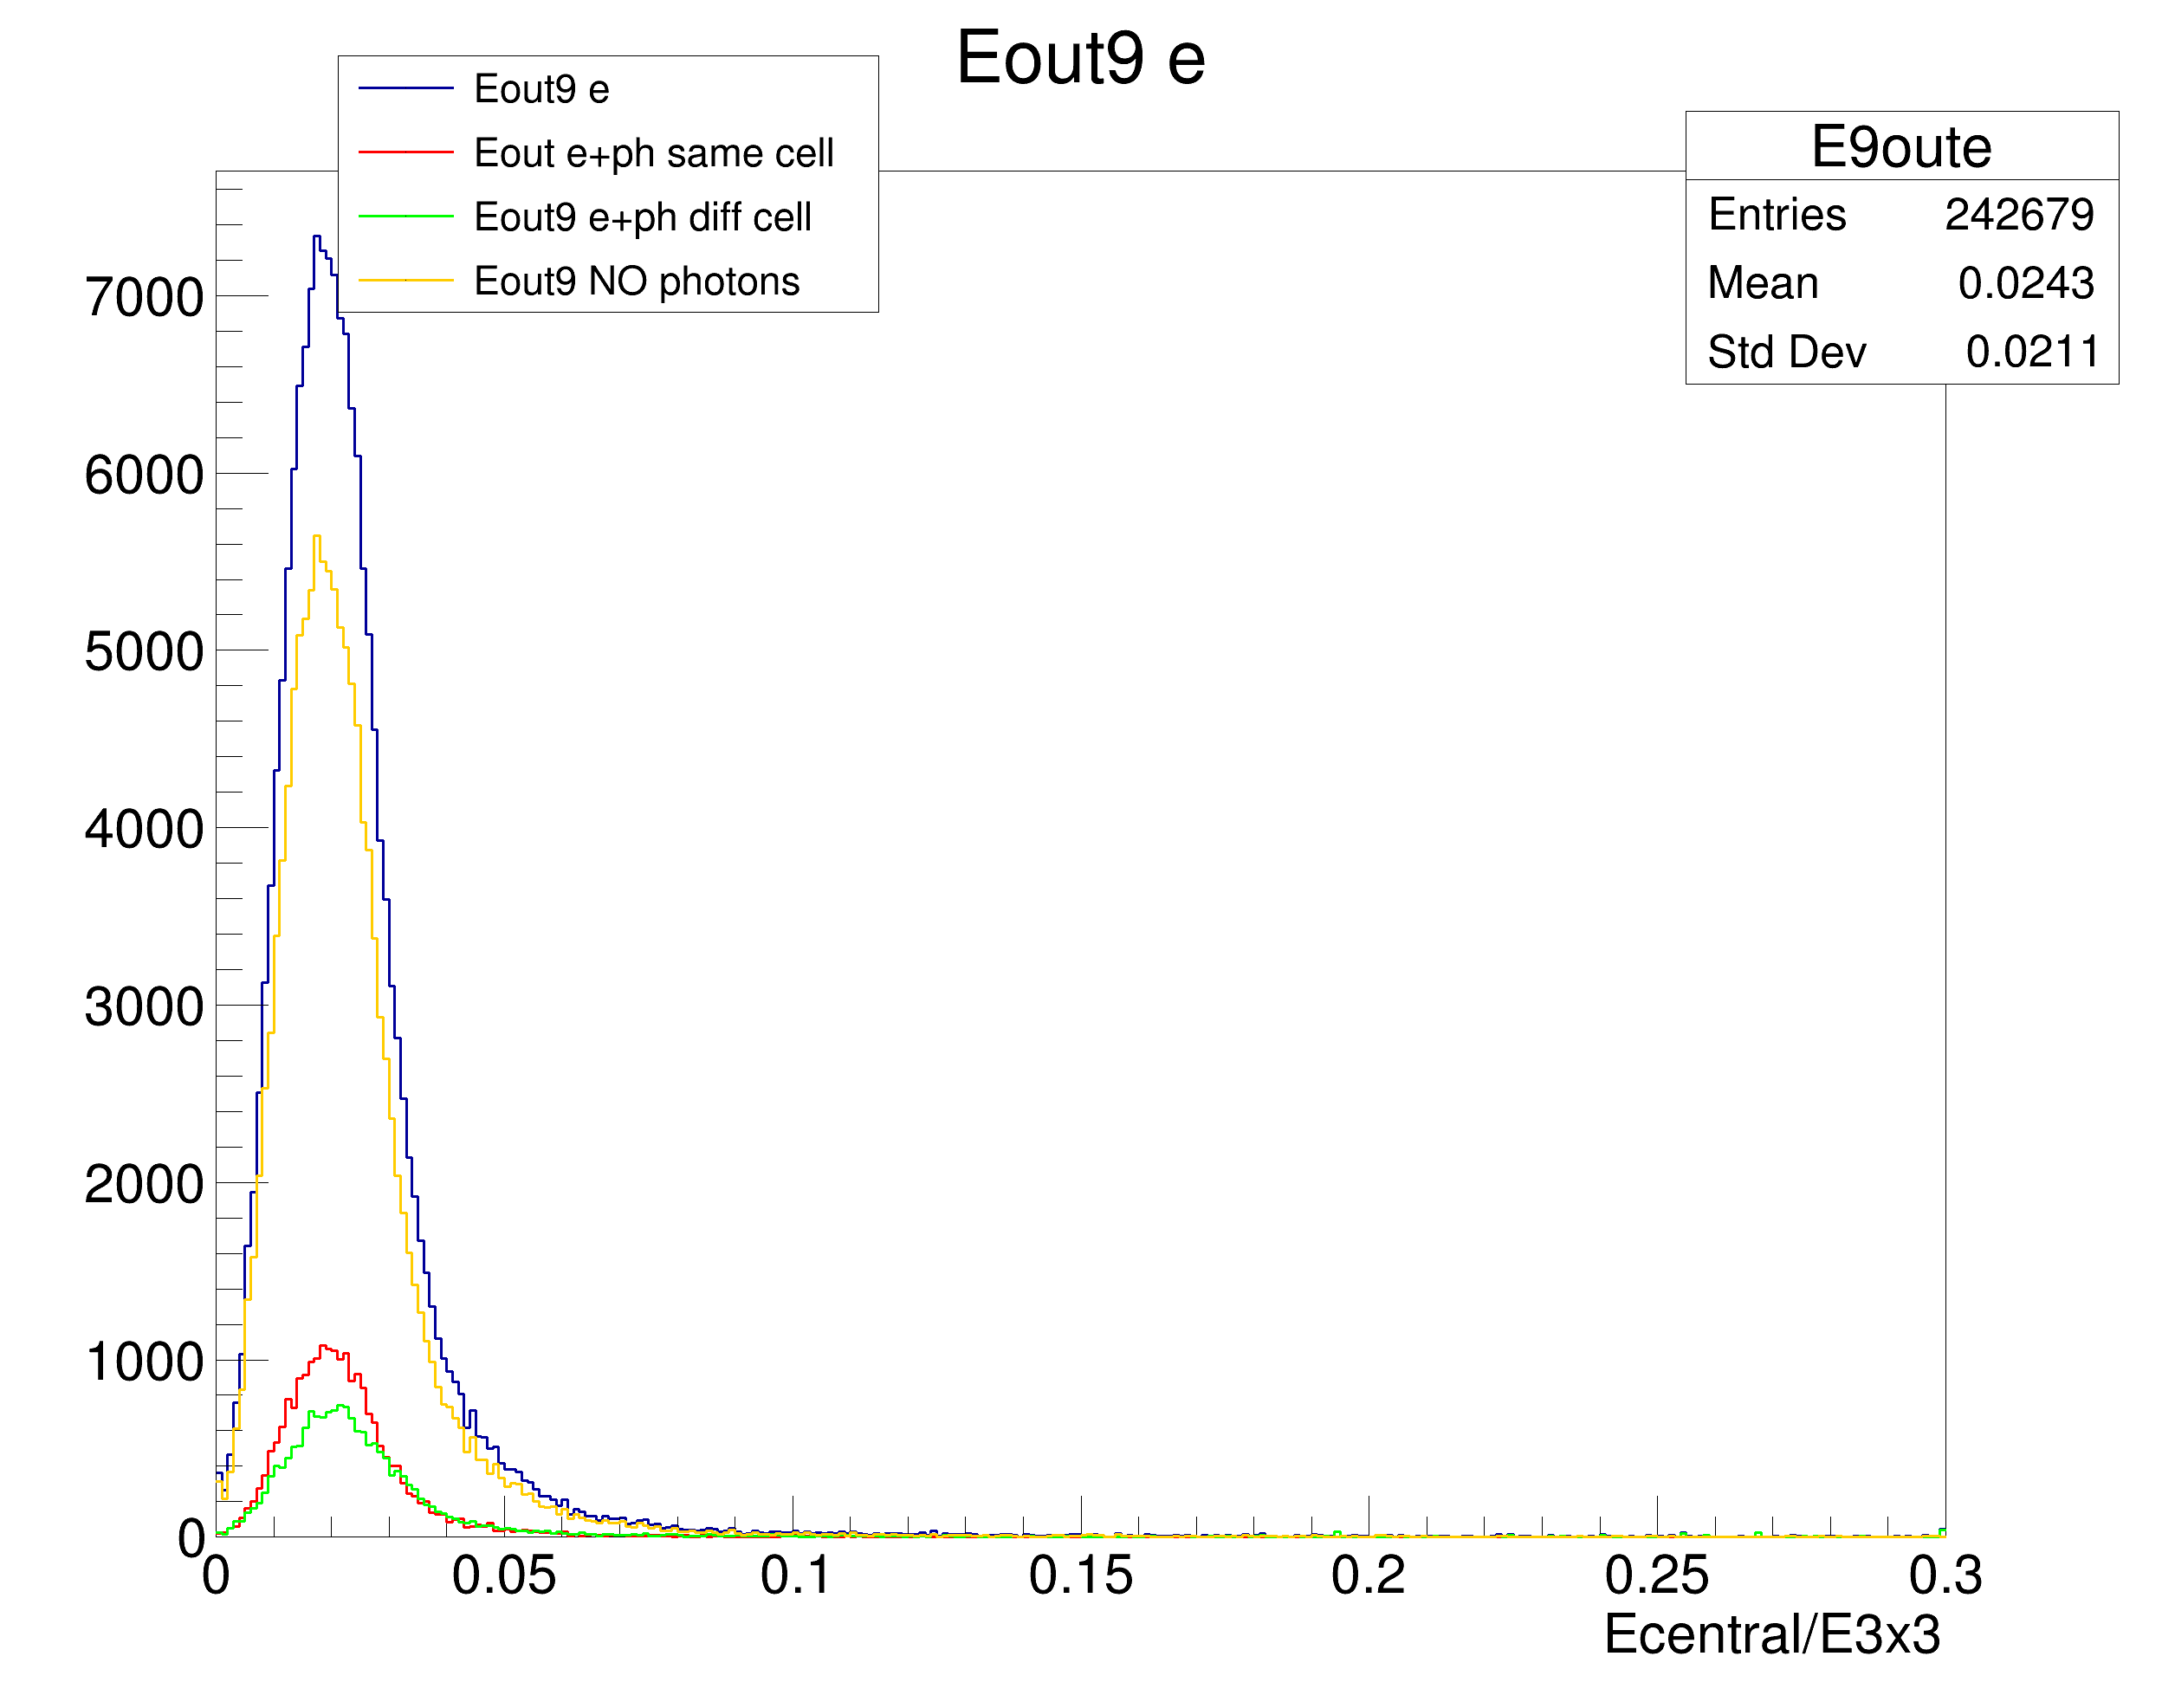 Eout9 e
Eout9 e
Eout e+ph same cell
Eout9 e+ph diff cell
Eout9 NO photons
E9oute
Entries 242679
Mean 0.0243
Std Dev 0.0211
7000
6000
5000
4000
3000
2000
1000
0
0 0.05 0.1 0.15 0.2 0.25 0.3
Ecentral/E3x3